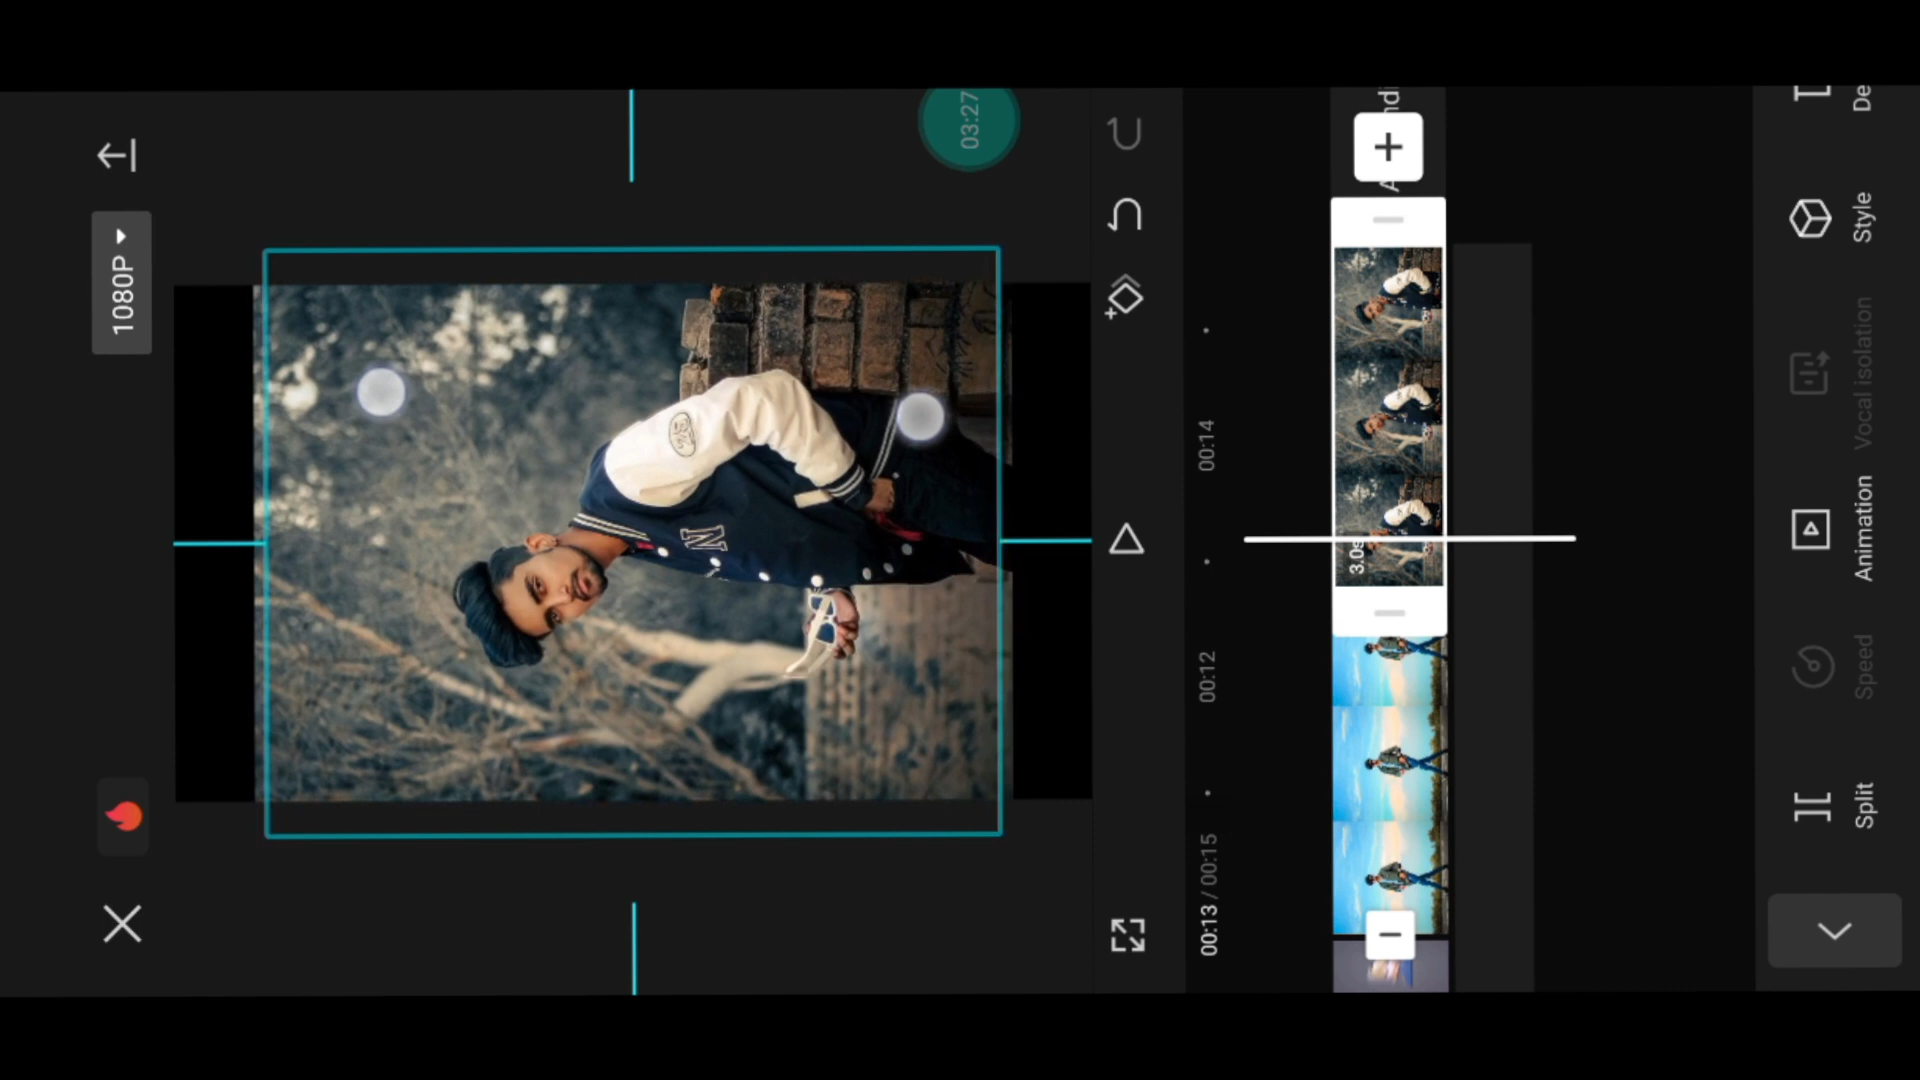 1080P
03:27
N
00:13 / 00:15
00:12
00:14
3.0s
Split
Speed
Animation
Vocal isolation
Style
De